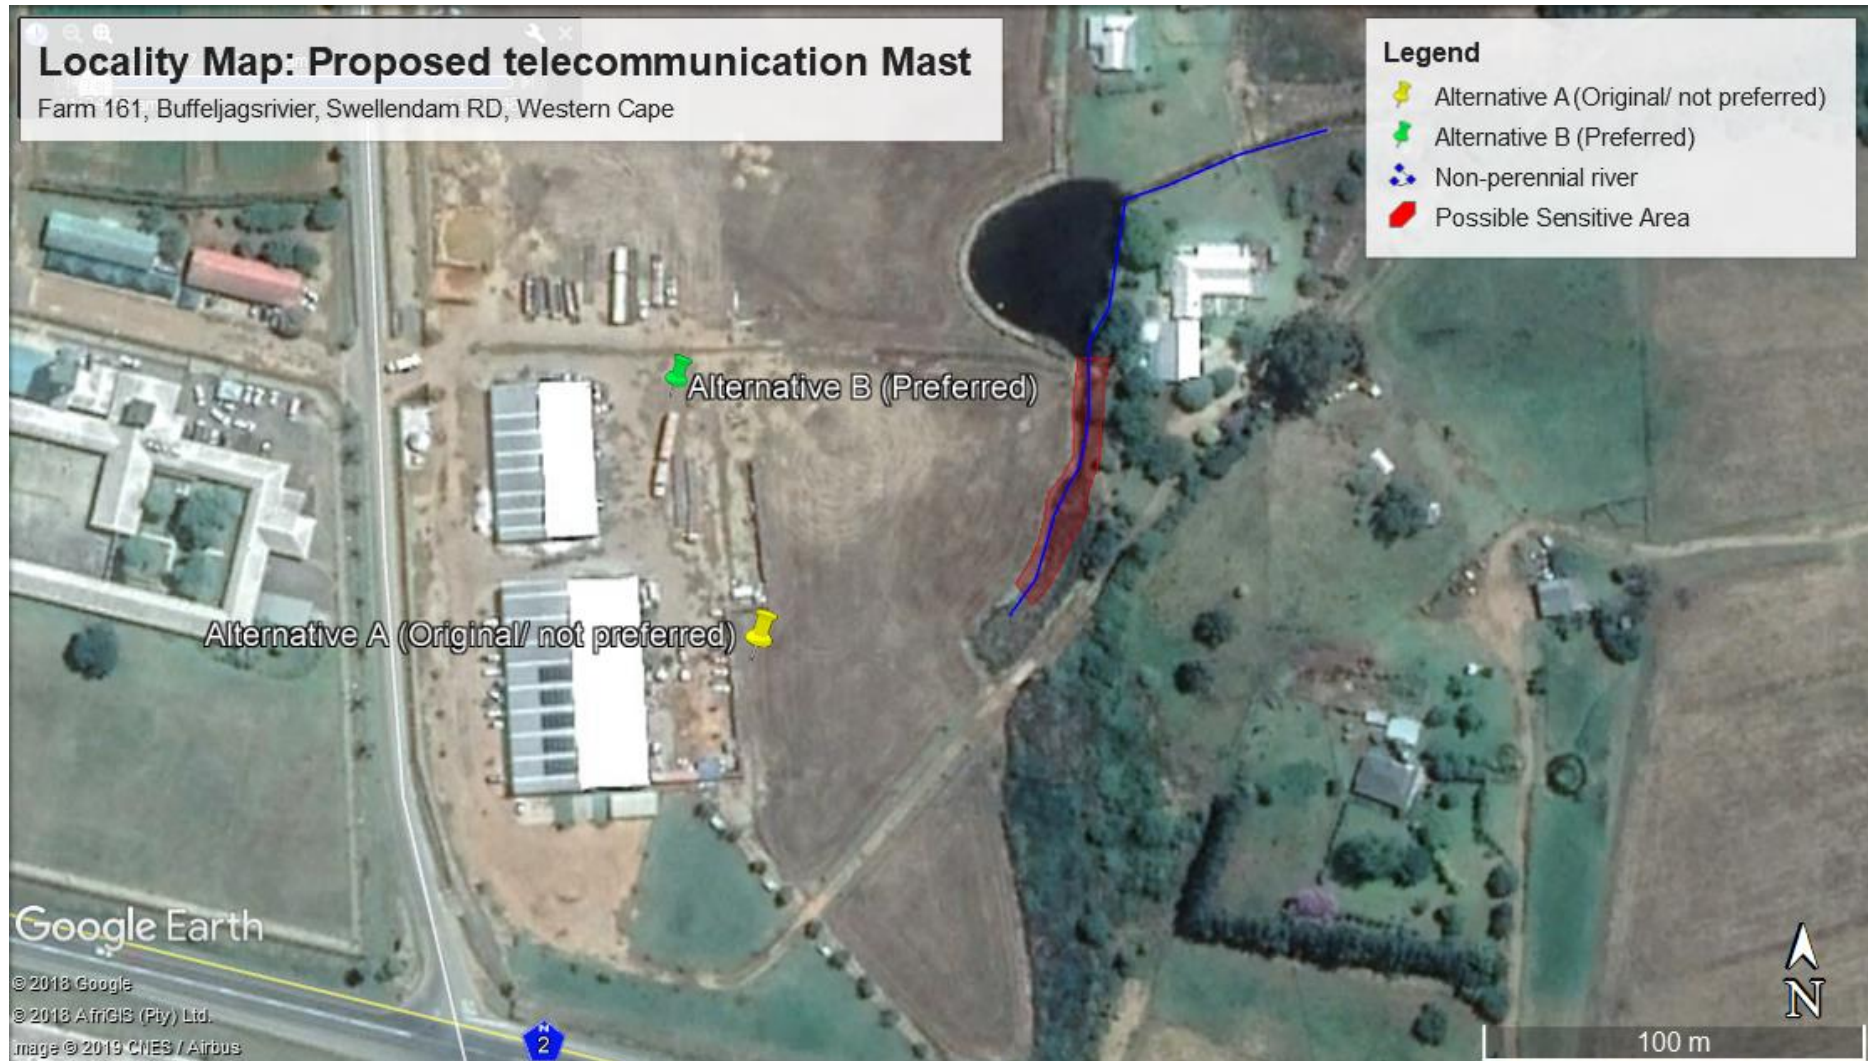 Locality Map: Proposed telecommunication Mast
Farm 161, Buffeljagsrivier, Swellendam RD, Western Cape
Legend
Alternative A (Original/ not preferred)
Alternative B (Preferred)
Non-perennial river
Possible Sensitive Area
Alternative B (Preferred)
Alternative A (Original/ not preferred)
Google Earth
© 2018 Google
© 2018 AfriGIS (Pty) Ltd.
mage © 2019 CNES / Airbus
N
2
N
100 m